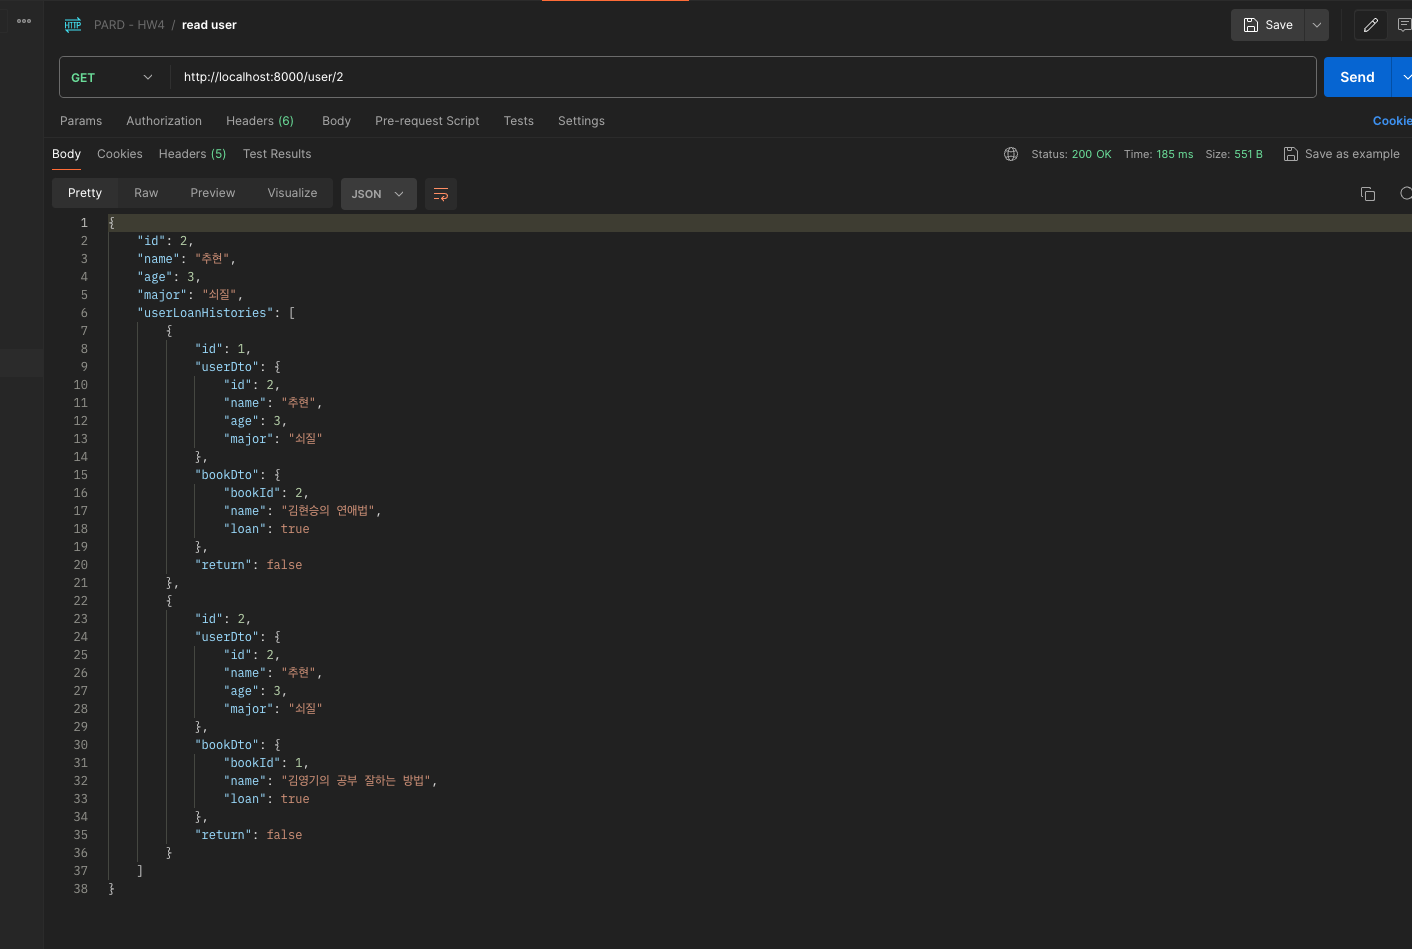 PARD - HW4 / read user
Save
GET http://localhost:8000/user/2
Send
Params Authorization Headers (6) Body Pre-request Script Tests Settings
Cookie
Body Cookies Headers (5) Test Results
Status: 200 OK Time: 185 ms Size: 551 B Save as example
Pretty Raw Preview Visualize JSON
1 {
2 "id": 2,
3 "name": "추현",
4 "age": 3,
5 "major": "쇠질",
6 "userLoanHistories": [
7 {
8 "id": 1,
9 "userDto": {
10 "id": 2,
11 "name": "추현",
12 "age": 3,
13 "major": "쇠질"
14 },
15 "bookDto": {
16 "bookId": 2,
17 "name": "김현승의 연애법",
18 "loan": true
19 },
20 "return": false
21 },
22 {
23 "id": 2,
24 "userDto": {
25 "id": 2,
26 "name": "추현",
27 "age": 3,
28 "major": "쇠질"
29 },
30 "bookDto": {
31 "bookId": 1,
32 "name": "김영기의 공부 잘하는 방법",
33 "loan": true
34 },
35 "return": false
36 }
37 ]
38 }